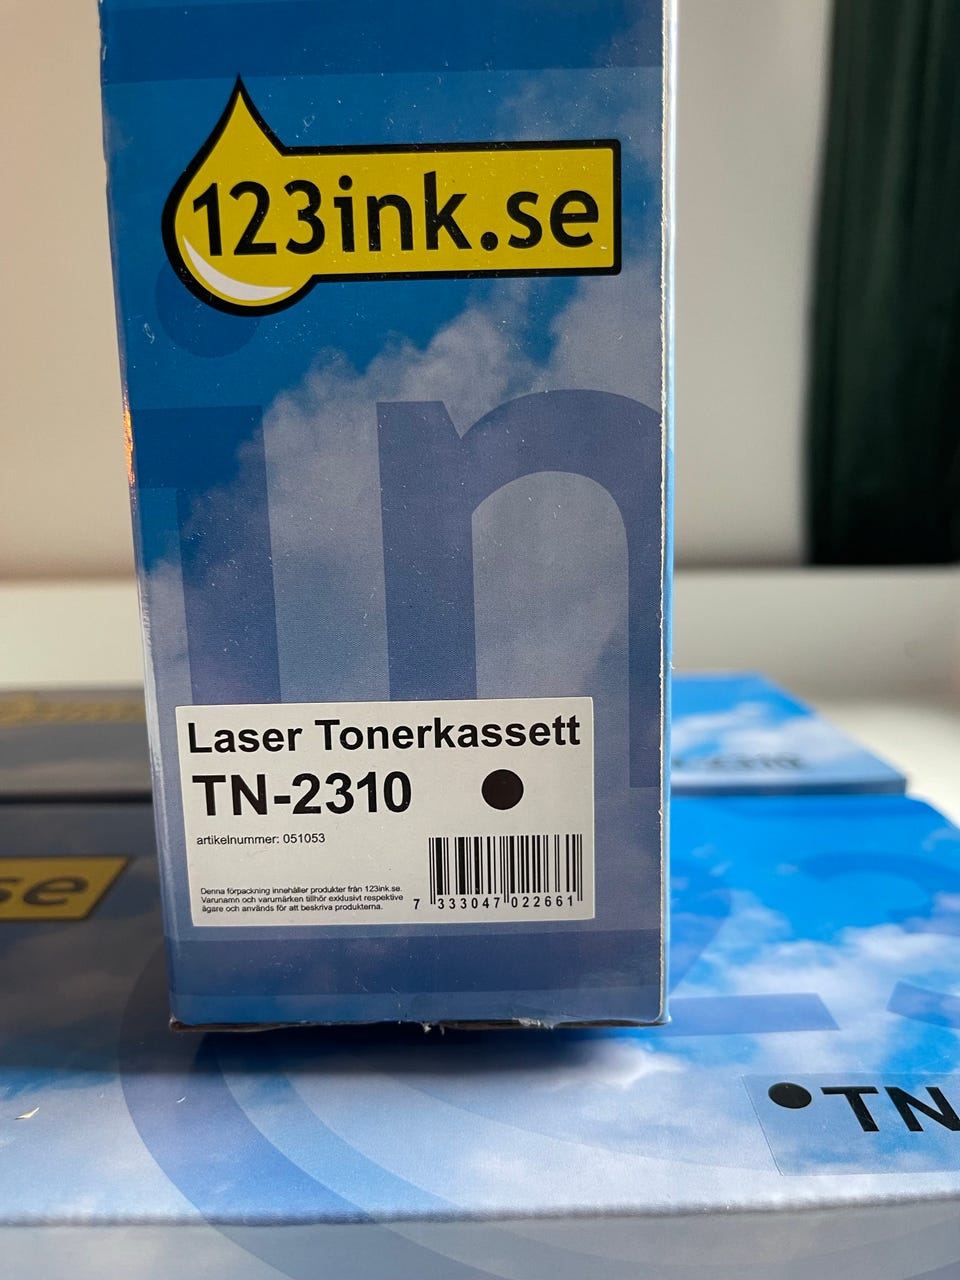 123ink.se
Laser Tonerkassett
TN-2310
artikelnummer: 051053
Denna förpackning innehåller produkter från 123ink.se.
Varunamn och varumärken tillhör exklusivt respektive
ägare och används för att beskriva produkterna.
7 333047 022661
se
TN